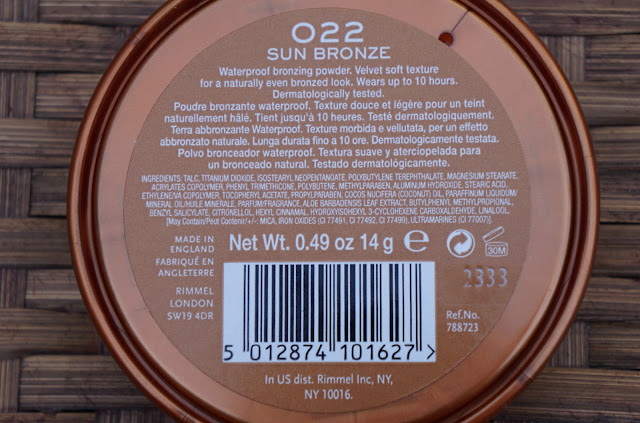 022
SUN BRONZE
Waterproof bronzing powder. Velvet soft texture
for a naturally even bronzed look. Wears up to 10 hours.
Dermatologically tested.
Poudre bronzante waterproof. Texture douce et légère pour un teint
naturellement hâlé. Tient jusqu'à 10 heures. Testé dermatologiquement.
Terra abbronzante Waterproof. Texture morbida e vellutata, per un effetto
abbronzato naturale. Lunga durata fino a 10 ore. Dermatologicamente testata.
Polvo bronceador waterproof. Textura suave y aterciopelada para
un bronceado natural. Testado dermatológicamente.
INGREDIENTS: TALC, TITANIUM DIOXIDE, ISOSTEARYL NEOPENTANOATE, POLYBUTYLENE TEREPHTHALATE, MAGNESIUM STEARATE,
ACRYLATES COPOLYMER, PHENYL TRIMETHICONE, POLYBUTENE, METHYLPARABEN, ALUMINUM HYDROXIDE, STEARIC ACID,
ETHYLENE/VA COPOLYMER, TOCOPHERYL ACETATE, PROPYLPARABEN, COCOS NUCIFERA (COCONUT) OIL, PARAFFINUM LIQUIDUM/
MINERAL OIL/HUILE MINERALE, PARFUM/FRAGRANCE, ALOE BARBADENSIS LEAF EXTRACT, BUTYLPHENYL METHYLPROPIONAL,
BENZYL SALICYLATE, CITRONELLOL, HEXYL CINNAMAL, HYDROXYISOHEXYL 3-CYCLOHEXENE CARBOXALDEHYDE, LINALOOL.
[May Contain/Peut Contenir/+/-: MICA, IRON OXIDES (CI 77491, CI 77492, CI 77499), ULTRAMARINES (CI 77007)].
MADE IN
ENGLAND
FABRIQUÉ EN
ANGLETERRE
RIMMEL
LONDON
SW19 4DR
Net Wt. 0.49 oz 14 g e
30M
2333
Ref.No.
788723
5 012874 101627 >
In US dist. Rimmel Inc, NY,
NY 10016.